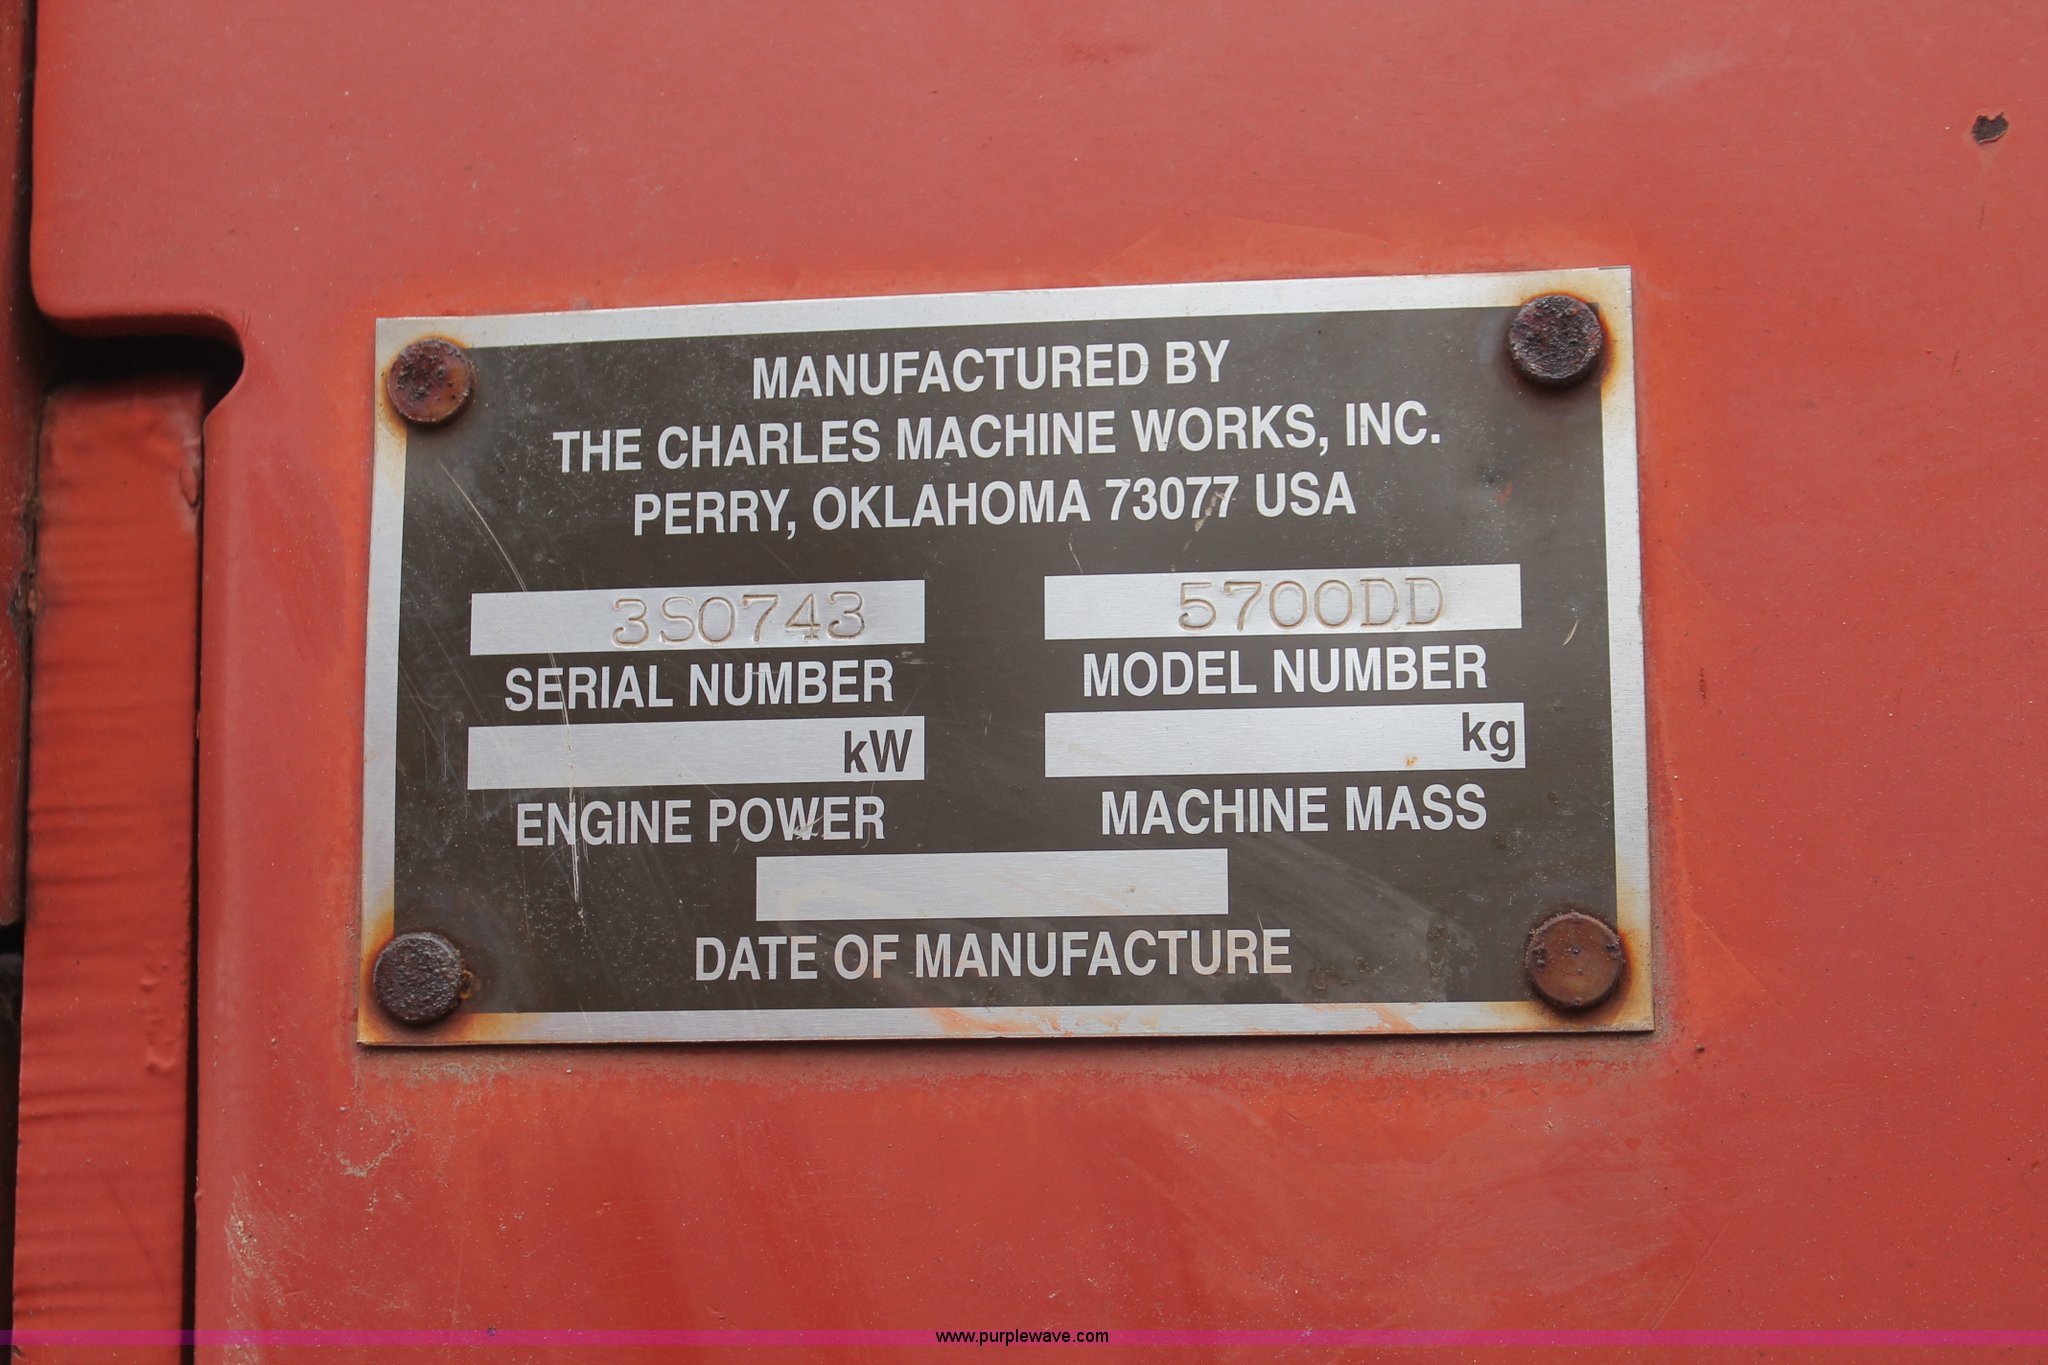 MANUFACTURED BY
THE CHARLES MACHINE WORKS, INC.
PERRY, OKLAHOMA 73077 USA
3S0743 5700DD
SERIAL NUMBER MODEL NUMBER
kW kg
ENGINE POWER MACHINE MASS
DATE OF MANUFACTURE
www.purplewave.com